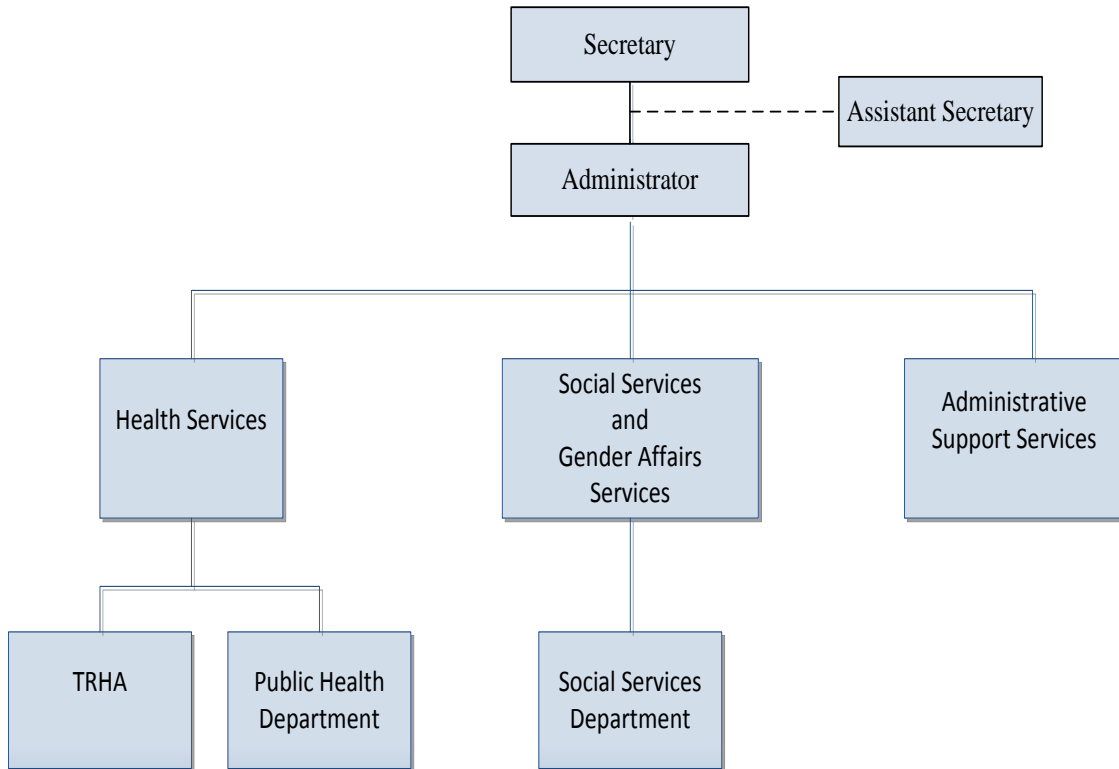 Secretary
Assistant Secretary
Administrator
Health Services
Social Services
and
Gender Affairs
Services
Administrative
Support Services
TRHA
Public Health
Department
Social Services
Department